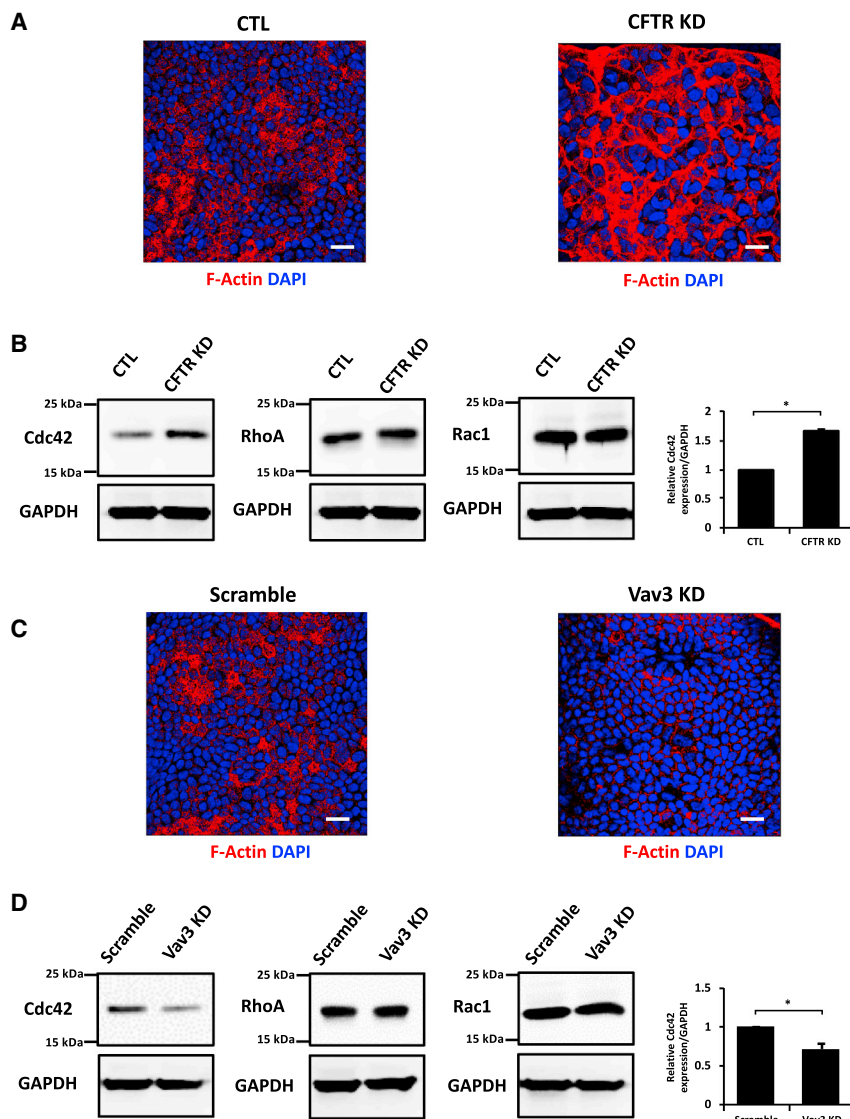 A
CTL
CFTR KD
F-Actin DAPI
F-Actin DAPI
B
CTL
CFTR KD
CTL
CFTR KD
CTL
CFTR KD
25 kDa
25 kDa
25 kDa
Cdc42
RhoA
Rac1
15 kDa
15 kDa
15 kDa
GAPDH
GAPDH
GAPDH
Relative Cdc42
expression/GAPDH
2
1.5
1
0.5
0
*
CTL
CFTR KD
Scramble
Vav3 KD
C
F-Actin DAPI
F-Actin DAPI
D
Scramble
Vav3 KD
Scramble
Vav3 KD
Scramble
Vav3 KD
25 kDa
25 kDa
25 kDa
Cdc42
RhoA
Rac1
15 kDa
15 kDa
15 kDa
GAPDH
GAPDH
GAPDH
Relative Cdc42
expression/GAPDH
1.5
1
0.5
0
*
Scramble
Vav3 KD